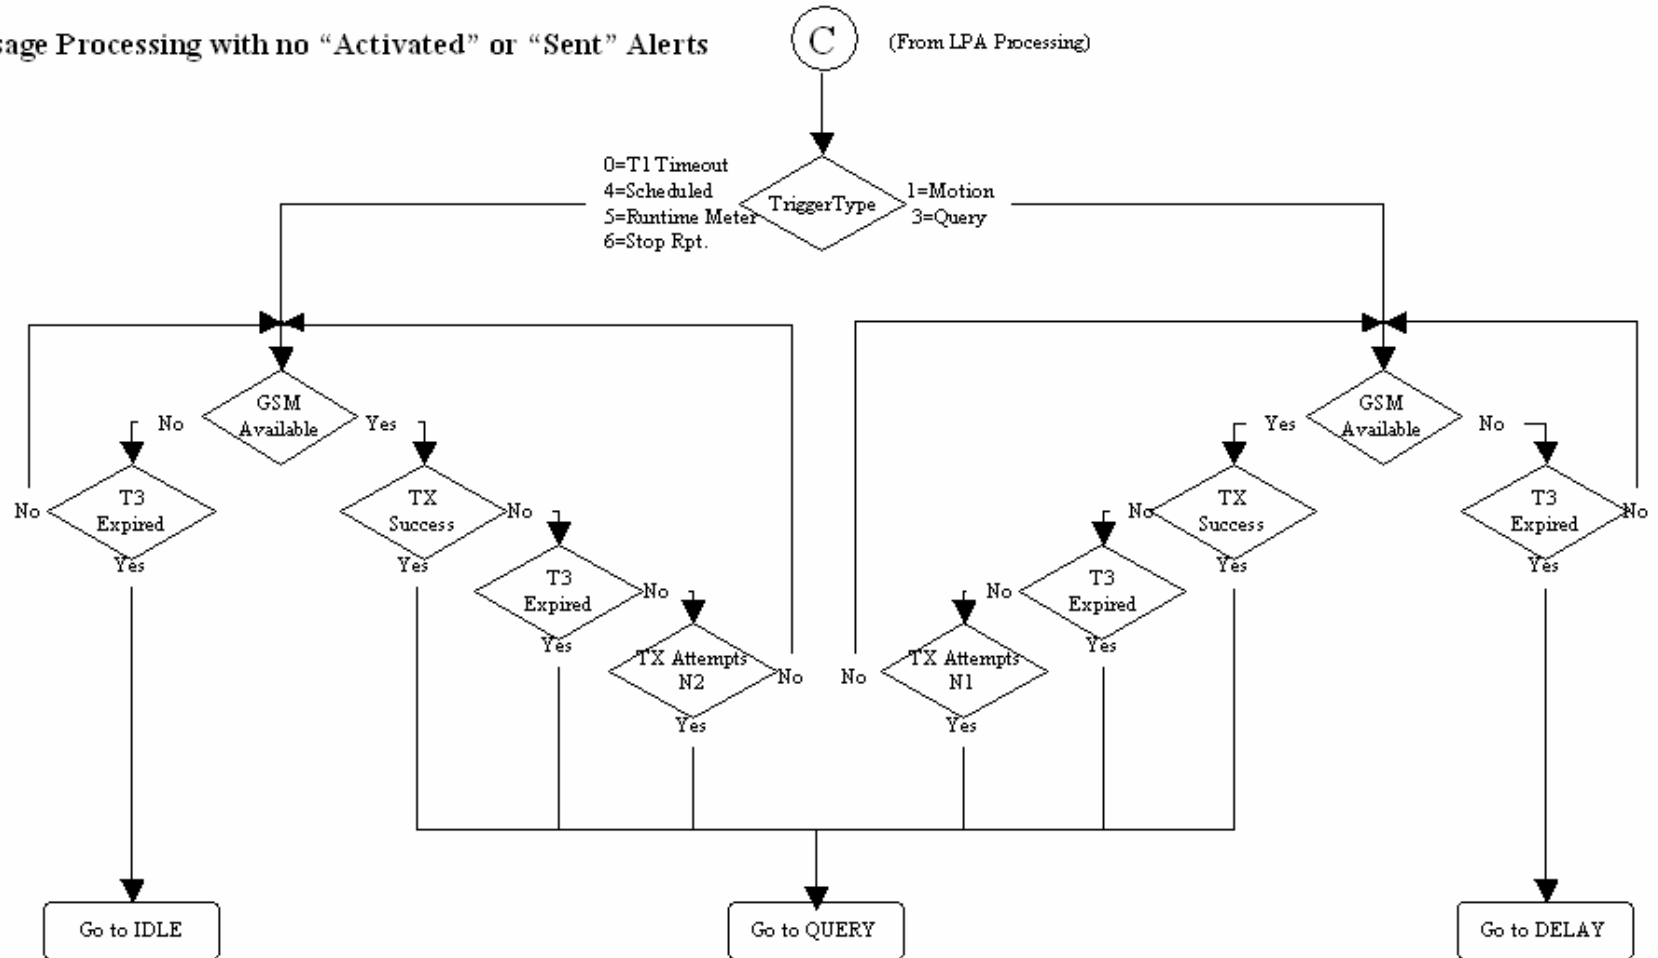 Processing with no “Activated” or “Sent” Alerts
C
(From LPA Processing)
0=T1 Timeout
4=Scheduled
5=Runtime Meter
6=Stop Rpt.
TriggerType
1=Motion
3=Query
GSM
Available
No
Yes
T3
Expired
No
Yes
TX
Success
No
Yes
T3
Expired
No
Yes
TX Attempts
N2
No
Yes
GSM
Available
Yes
No
TX
Success
No
Yes
T3
Expired
No
Yes
T3
Expired
No
Yes
TX Attempts
N1
No
Yes
Go to IDLE
Go to QUERY
Go to DELAY